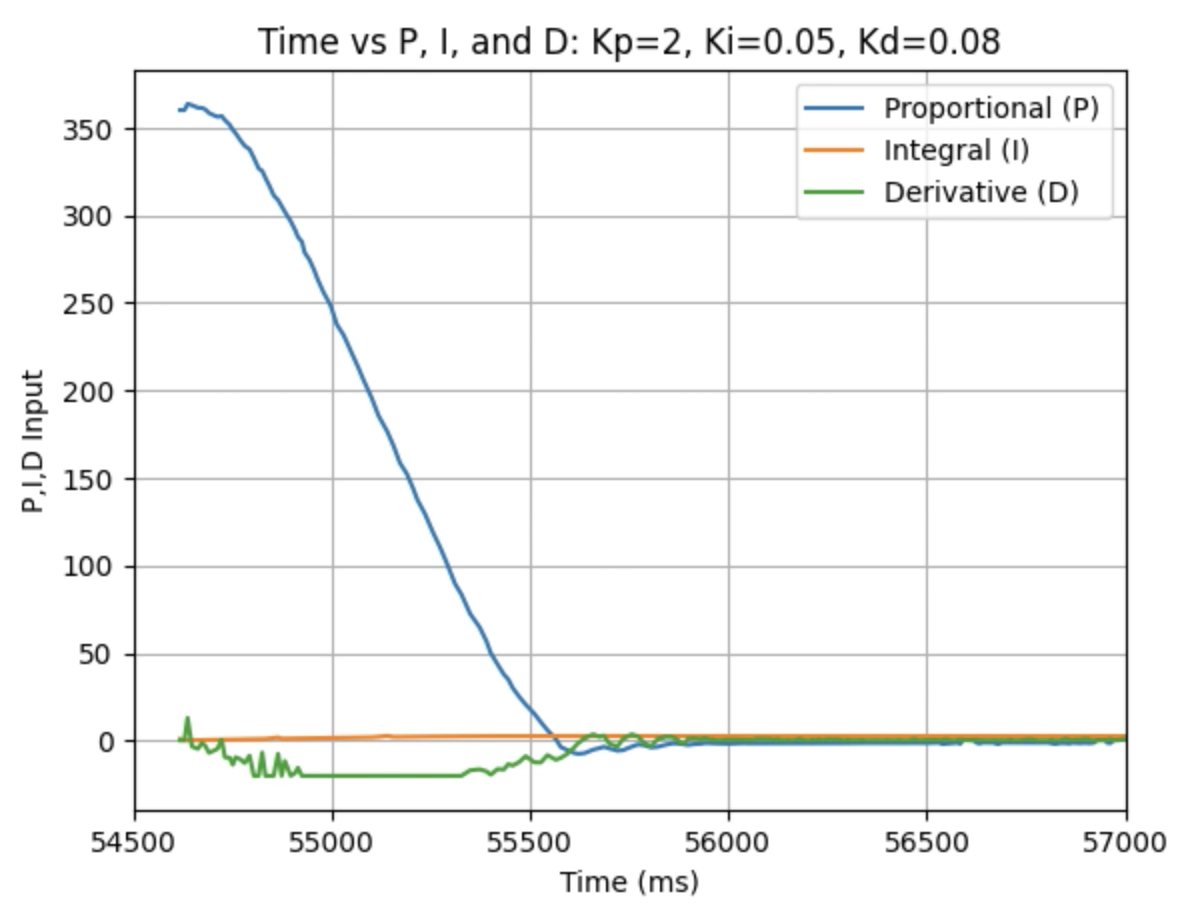 Time vs P, I, and D: Kp=2, Ki=0.05, Kd=0.08
Proportional (P)
Integral (I)
Derivative (D)
P,I,D Input
350
300
250
200
150
100
50
0
54500 55000 55500 56000 56500 57000
Time (ms)